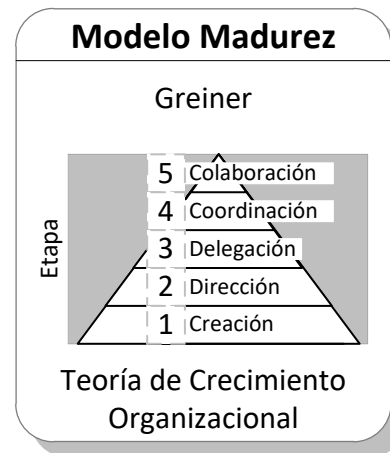 Modelo Madurez
Greiner
Etapa
5 Colaboración
4 Coordinación
3 Delegación
2 Dirección
1 Creación
Teoría de Crecimiento
Organizacional